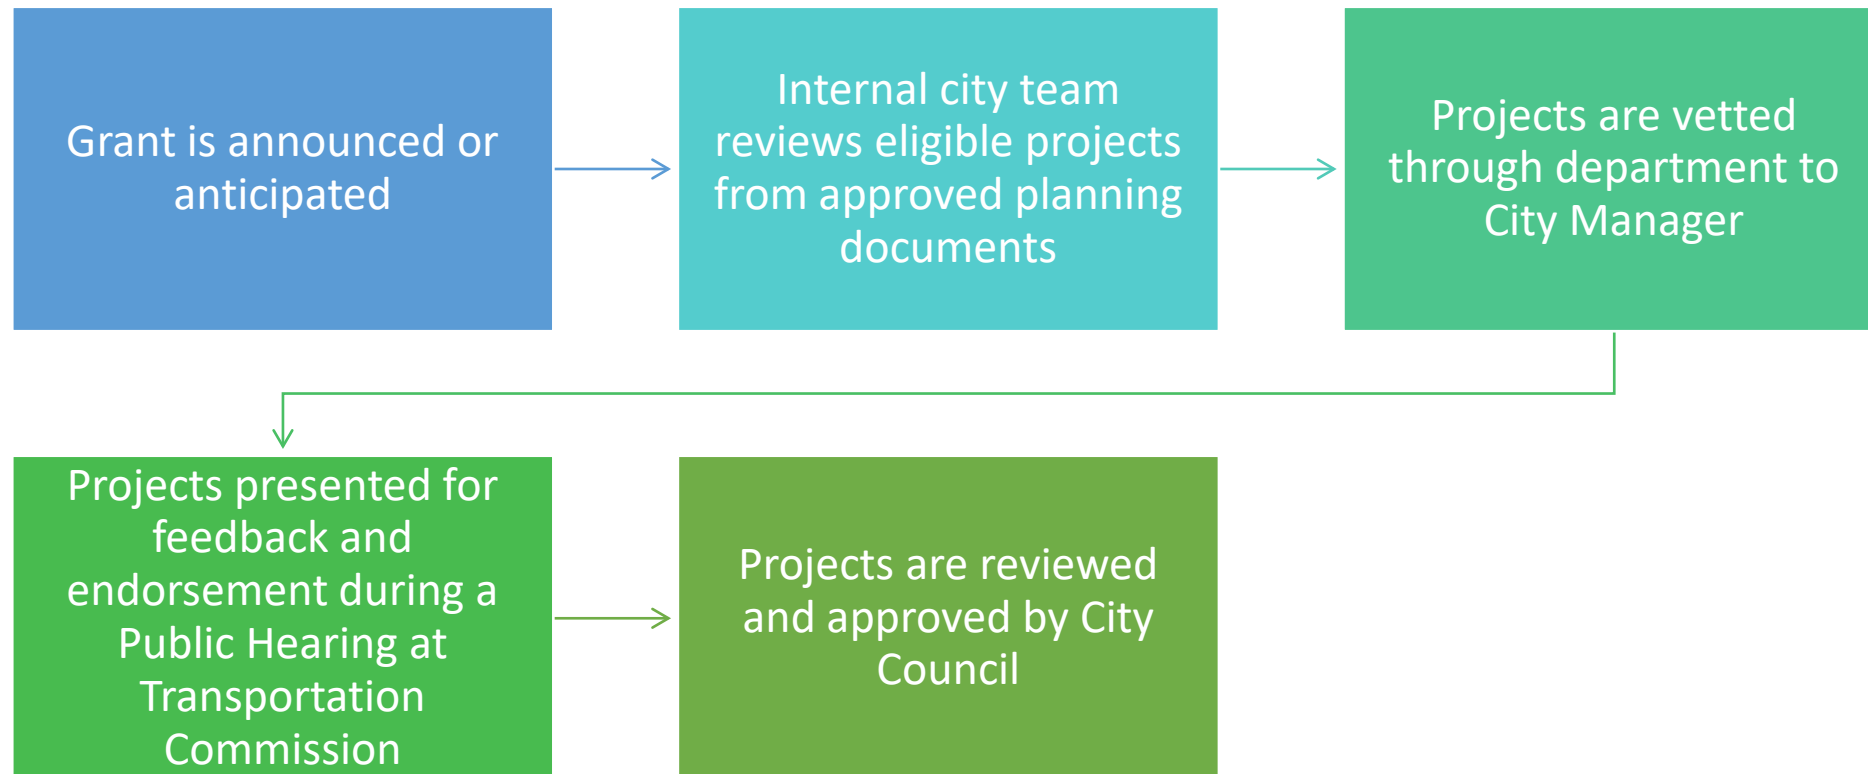 Grant is announced or
anticipated
Internal city team
reviews eligible projects
from approved planning
documents
Projects are vetted
through department to
City Manager
Projects presented for
feedback and
endorsement during a
Public Hearing at
Transportation
Commission
Projects are reviewed
and approved by City
Council